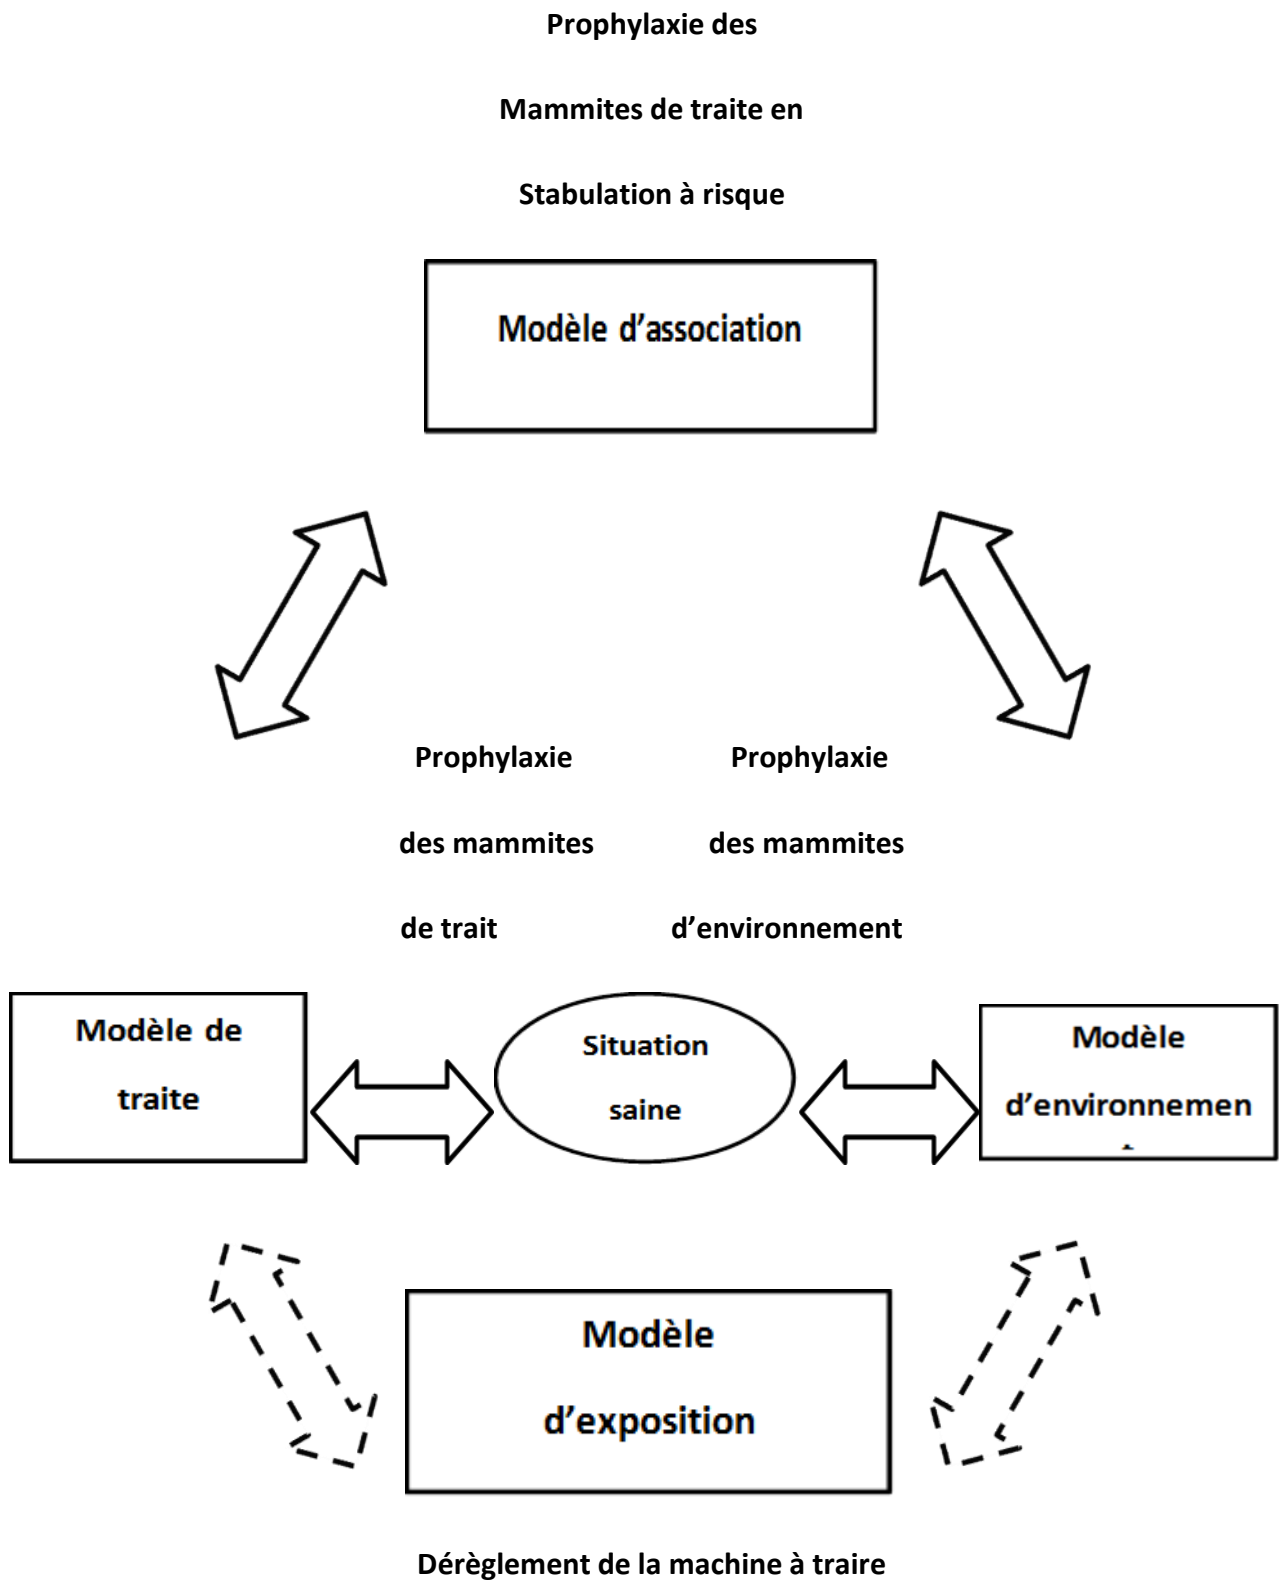 Prophylaxie des
Mammites de traite en
Stabulation à risque
Modèle d'association
Prophylaxie
des mammites
de trait
Prophylaxie
des mammites
d'environnement
Modèle de
traite
Situation
saine
Modèle
d'environnemen
Modèle
d'exposition
Dérèglement de la machine à traire